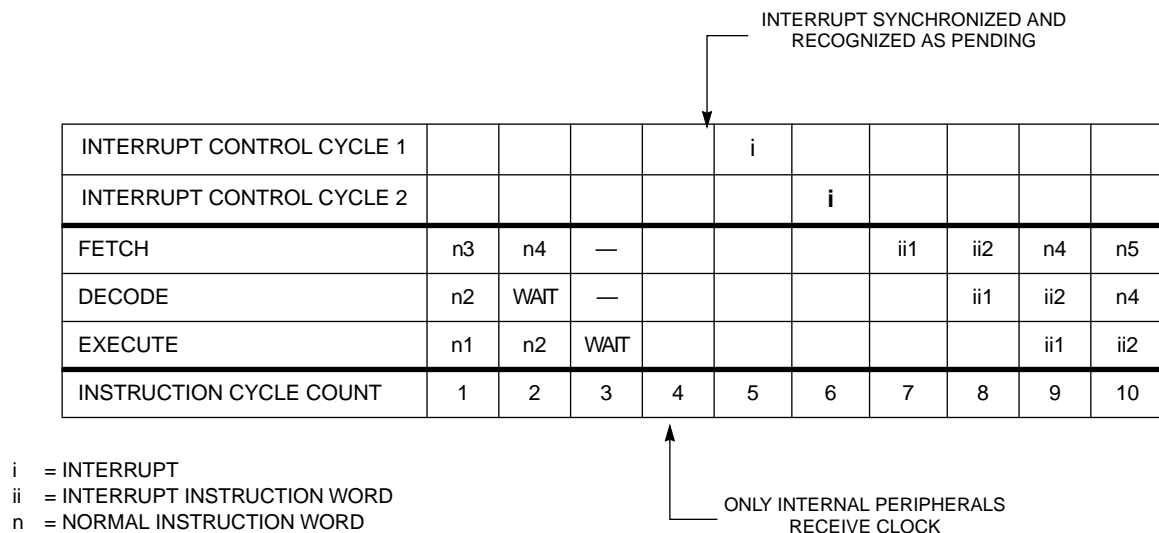 INTERRUPT SYNCHRONIZED AND
RECOGNIZED AS PENDING
INTERRUPT CONTROL CYCLE 1 i
INTERRUPT CONTROL CYCLE 2 i
FETCH n3 n4 — ii1 ii2 n4 n5
DECODE n2 WAIT — ii1 ii2 n4
EXECUTE n1 n2 WAIT ii1 ii2
INSTRUCTION CYCLE COUNT 1 2 3 4 5 6 7 8 9 10
i = INTERRUPT
ii = INTERRUPT INSTRUCTION WORD
n = NORMAL INSTRUCTION WORD
ONLY INTERNAL PERIPHERALS
RECEIVE CLOCK